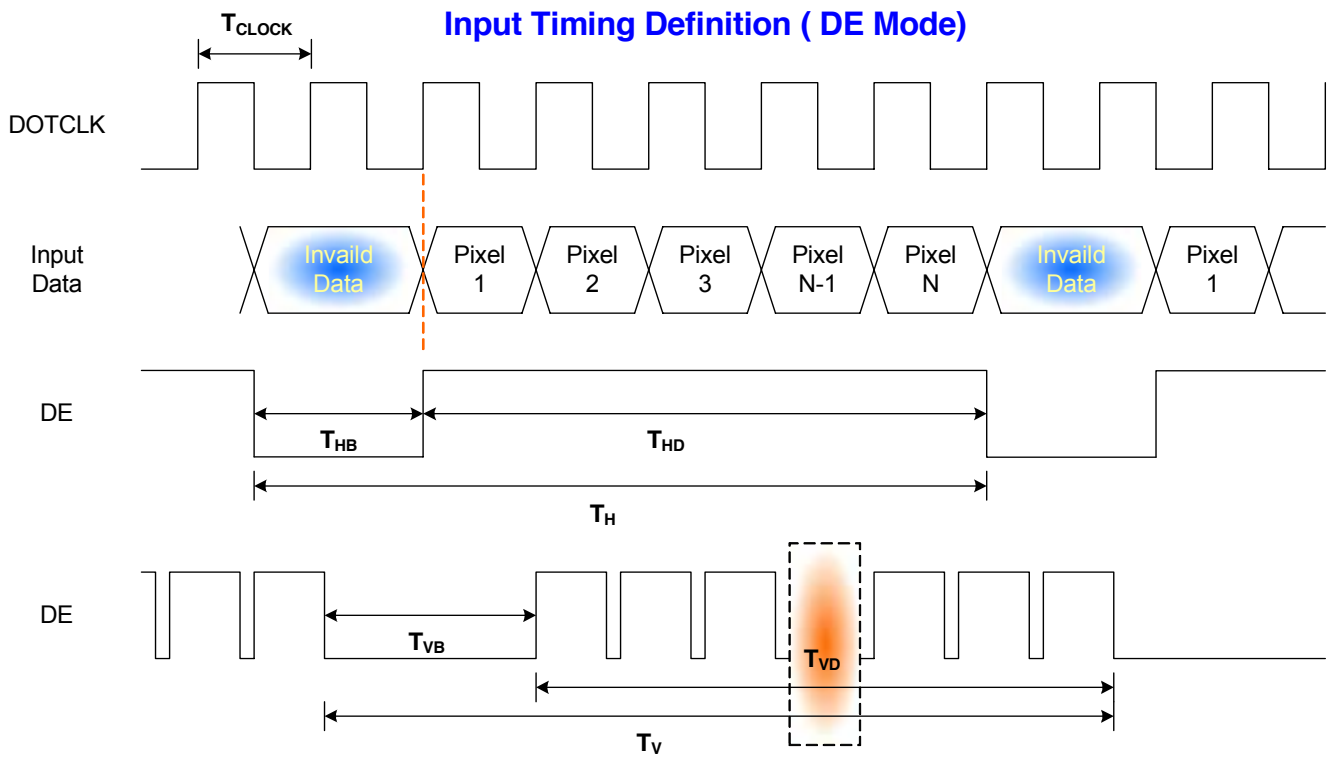 Input Timing Definition ( DE Mode)
TCLOCK
DOTCLK
Input
Data
Invaild
Data
Pixel
1
Pixel
2
Pixel
3
Pixel
N-1
Pixel
N
Invaild
Data
Pixel
1
DE
THB
THD
TH
DE
TVB
TVD
TV